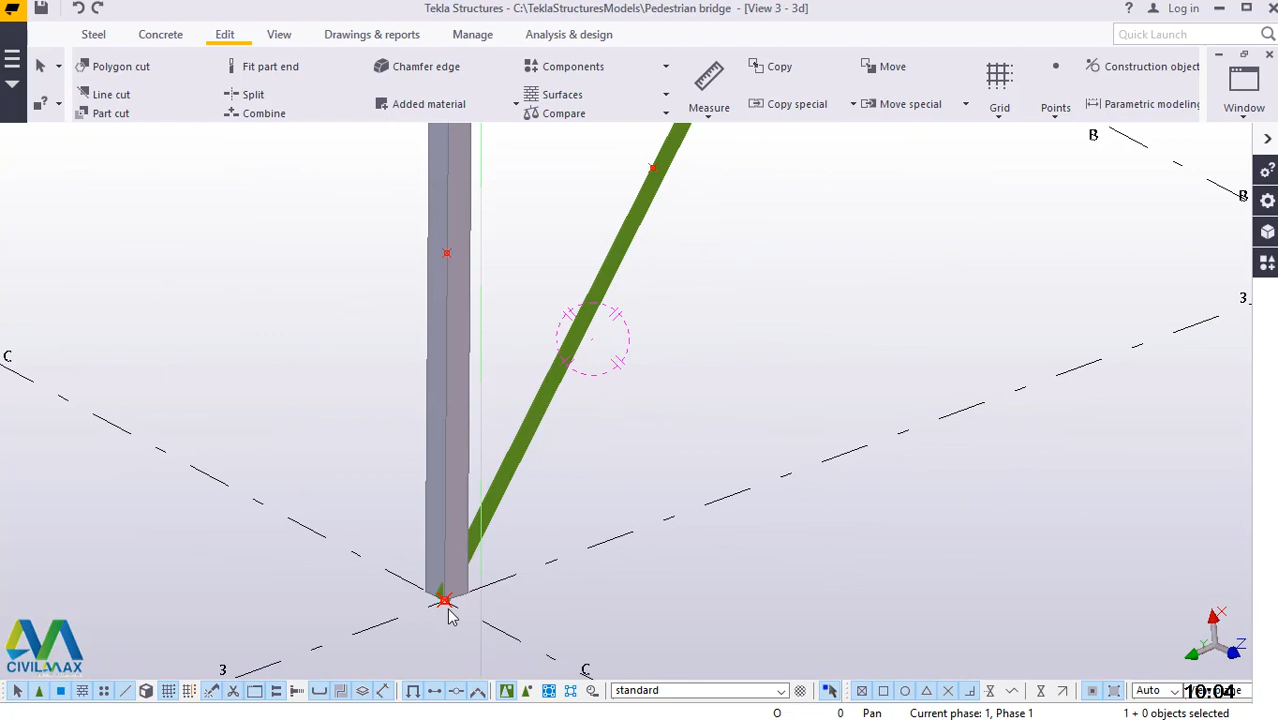 Tekla Structures - C:\TeklaStructuresModels\Pedestrian bridge - [View 3 - 3d]
? Log in
Steel Concrete Edit View Drawings & reports Manage Analysis & design
Quick Launch
Polygon cut Fit part end Chamfer edge Components Copy Move Construction object
Line cut Split Surfaces
Added material Measure Copy special Move special Grid Points Parametric modeling Window
Part cut Combine Compare
B
B
3
C
3
C
CIVILMAX
standard
Auto
View plane
10:04
O 0 Pan Current phase: 1, Phase 1 1 + 0 objects selected
X
Y
Z